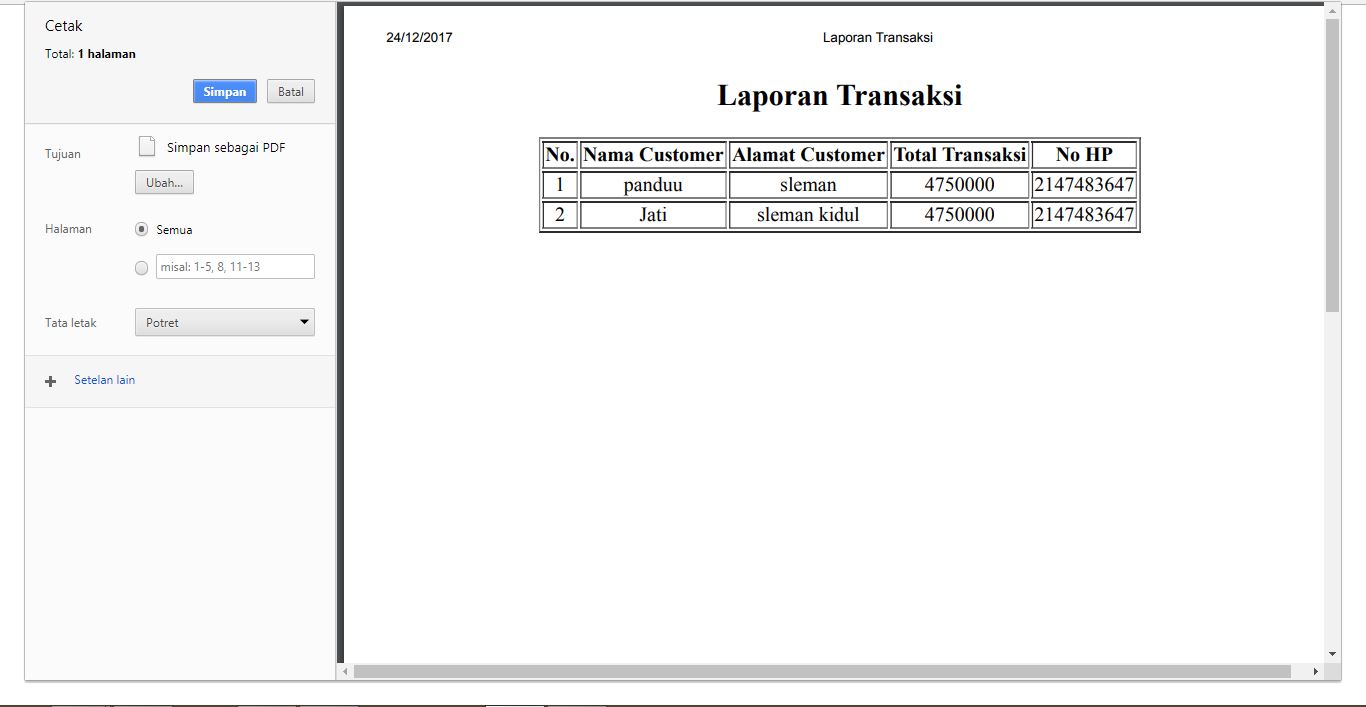 Cetak
Total: 1 halaman
Simpan Batal
Tujuan Simpan sebagai PDF
Ubah...
Halaman Semua
misal: 1-5, 8, 11-13
Tata letak Potret
Setelan lain
24/12/2017 Laporan Transaksi
Laporan Transaksi
No. Nama Customer Alamat Customer Total Transaksi No HP
1 panduu sleman 4750000 2147483647
2 Jati sleman kidul 4750000 2147483647